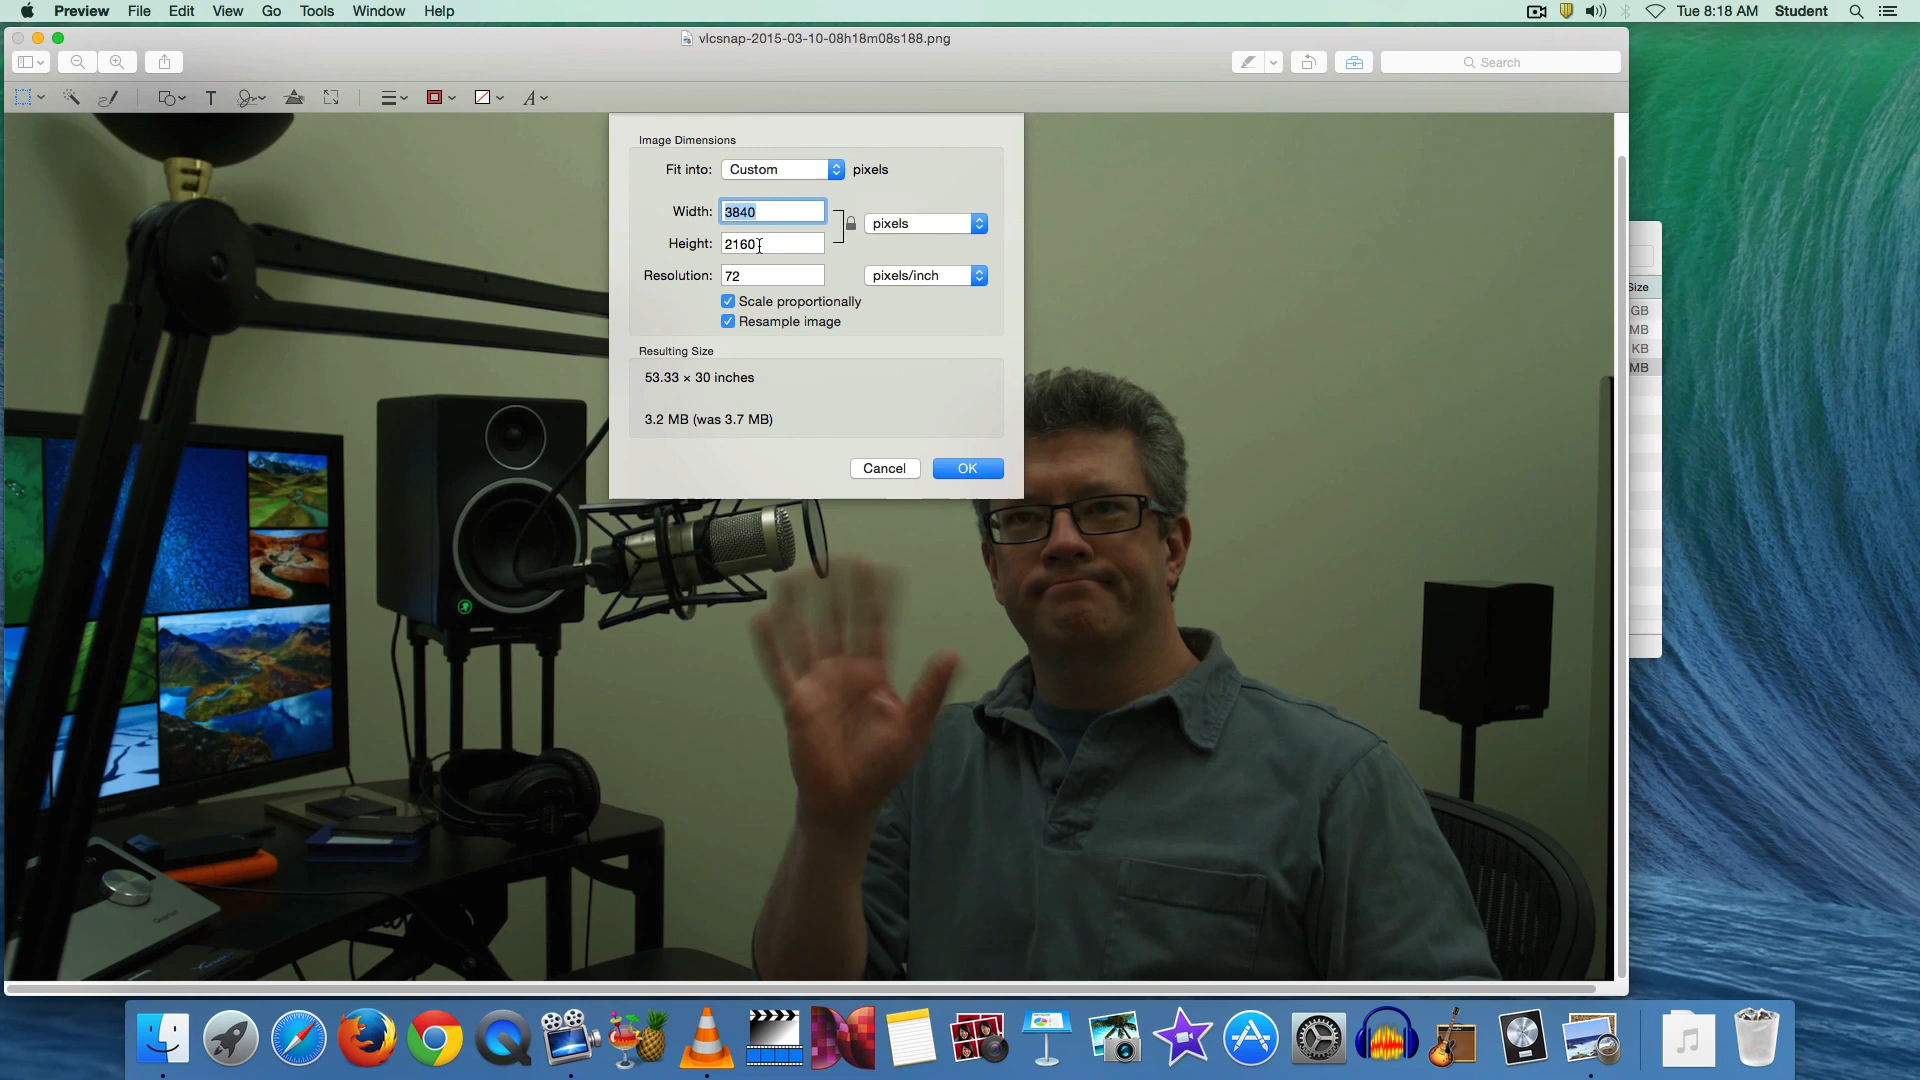 Preview File Edit View Go Tools Window Help
Tue 8:18 AM Student
vlcsnap-2015-03-10-08h18m08s188.png
Search
T
A
Image Dimensions
Fit into: Custom pixels
Width: 3840
pixels
Height: 2160
Resolution: 72 pixels/inch
Scale proportionally
Resample image
Resulting Size
53.33 × 30 inches
3.2 MB (was 3.7 MB)
Cancel OK
Size
GB
MB
KB
MB